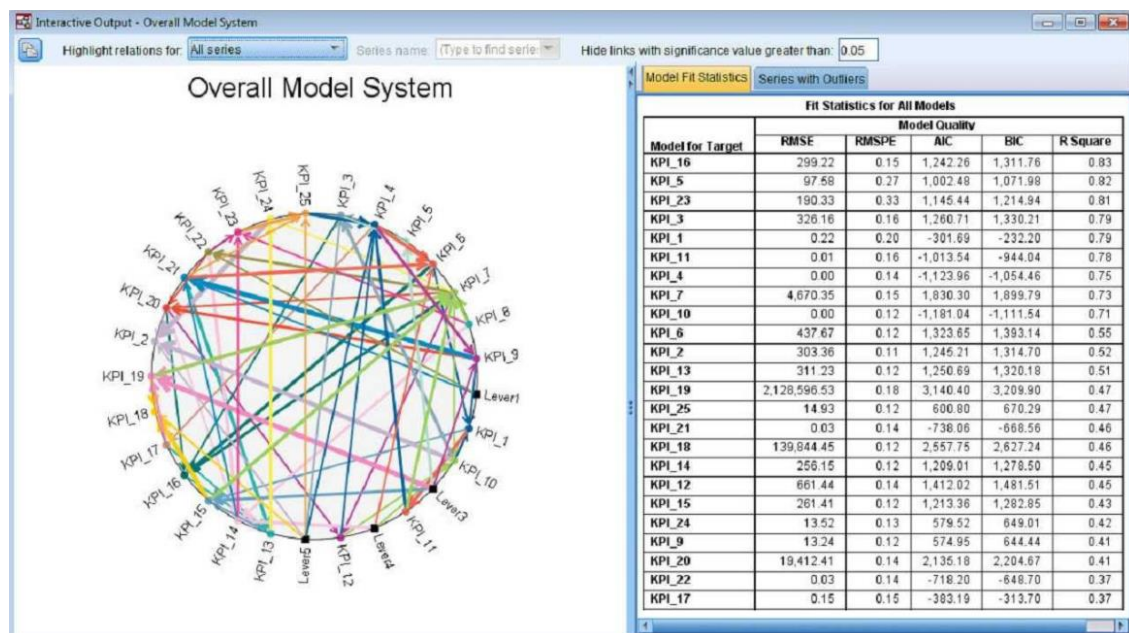 Interactive Output - Overall Model System
Highlight relations for: All series Series name: (Type to find serie Hide links with significance value greater than: 0.05
Overall Model System
KPI_25
KPI_3
KPI_4
KPI_5
KPI_6
KPI_7
KPI_8
KPI_9
Lever1
KPI_1
KPI_10
Lever3
KPI_11
Lever4
KPI_12
Lever5
KPI_13
KPI_14
KPI_15
KPI_16
KPI_17
KPI_18
KPI_19
KPI_2
KPI_20
KPI_21
KPI_22
KPI_23
KPI_24
Model Fit Statistics Series with Outliers
Fit Statistics for All Models
Model Quality
Model for Target RMSE RMSPE AIC BIC R Square
KPI_16 299.22 0.15 1,242.26 1,311.76 0.83
KPI_5 97.58 0.27 1,002.48 1,071.98 0.82
KPI_23 190.33 0.33 1,145.44 1,214.94 0.81
KPI_3 326.16 0.16 1,260.71 1,330.21 0.79
KPI_1 0.22 0.20 -301.69 -232.20 0.79
KPI_11 0.01 0.16 -1,013.54 -944.04 0.78
KPI_4 0.00 0.14 -1,123.96 -1,054.46 0.75
KPI_7 4,670.35 0.15 1,830.30 1,899.79 0.73
KPI_10 0.00 0.12 -1,181.04 -1,111.54 0.71
KPI_6 437.67 0.12 1,323.65 1,393.14 0.55
KPI_2 303.36 0.11 1,245.21 1,314.70 0.52
KPI_13 311.23 0.12 1,250.69 1,320.18 0.51
KPI_19 2,128,596.53 0.18 3,140.40 3,209.90 0.47
KPI_25 14.93 0.12 600.80 670.29 0.47
KPI_21 0.03 0.14 -738.06 -668.56 0.46
KPI_18 139,844.45 0.12 2,557.75 2,627.24 0.46
KPI_14 256.15 0.12 1,209.01 1,278.50 0.45
KPI_12 661.44 0.14 1,412.02 1,481.51 0.45
KPI_15 261.41 0.12 1,213.36 1,282.85 0.43
KPI_24 13.52 0.13 579.52 649.01 0.42
KPI_9 13.24 0.12 574.95 644.44 0.41
KPI_20 19,412.41 0.14 2,135.18 2,204.67 0.41
KPI_22 0.03 0.14 -718.20 -648.70 0.37
KPI_17 0.15 0.15 -383.19 -313.70 0.37